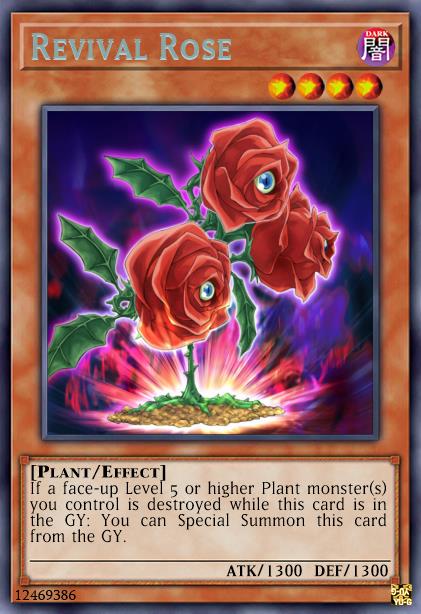 Revival Rose
DARK
闇
[Plant/Effect]
If a face-up Level 5 or higher Plant monster(s)
you control is destroyed while this card is in
the GY: You can Special Summon this card
from the GY.
ATK/1300 DEF/1300
12469386